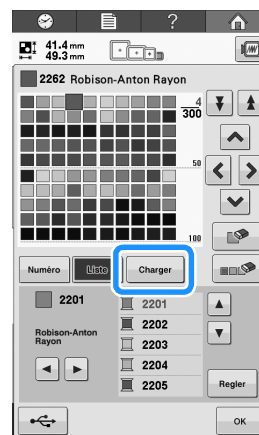 ?
41.4 mm
49.3 mm
2262 Robison-Anton Rayon
4
300
50
100
Numéro
Liste
Charger
2201
Robison-Anton
Rayon
2201
2202
2203
2204
2205
Regler
OK